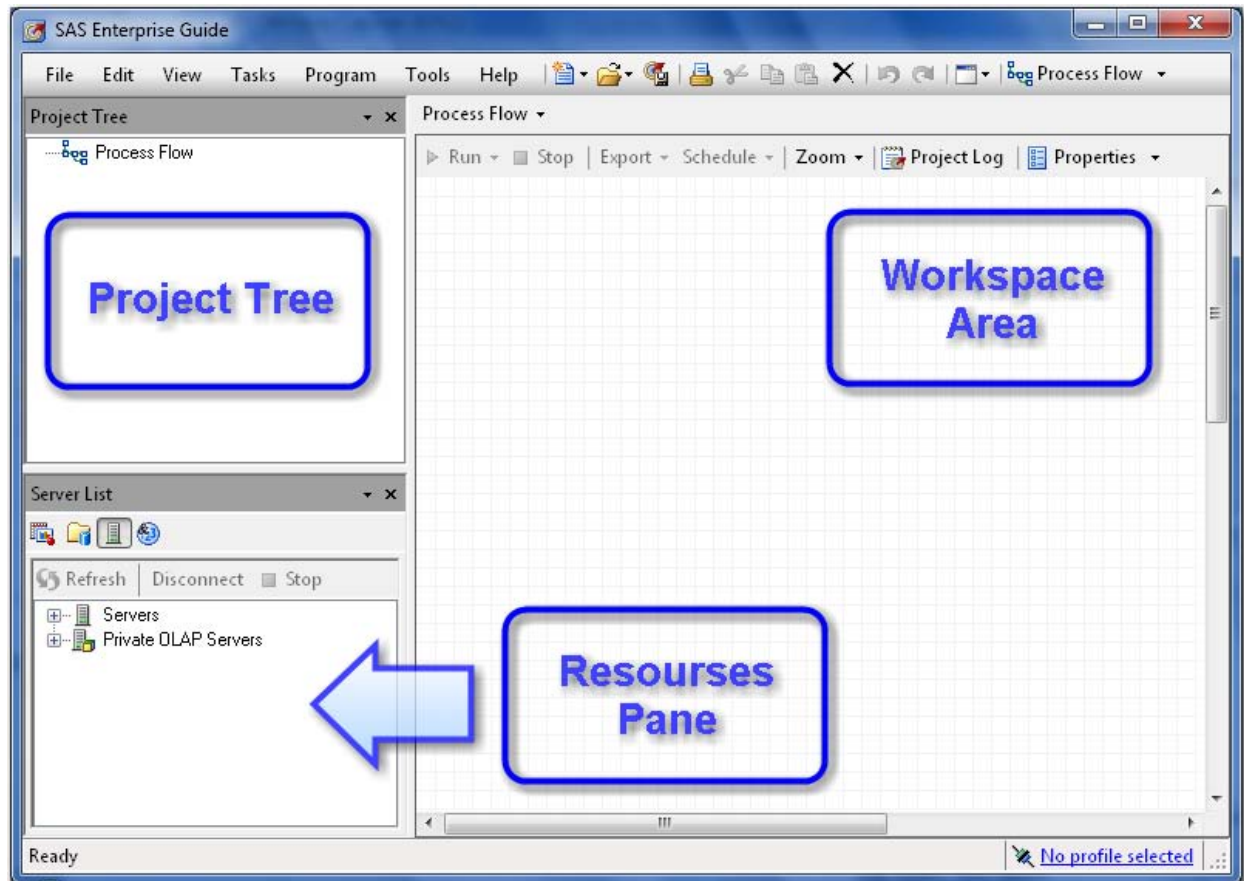 SAS Enterprise Guide
File Edit View Tasks Program Tools Help Process Flow
Project Tree
Process Flow
Project Tree
Process Flow
Run Stop Export Schedule Zoom Project Log Properties
Workspace
Area
Server List
Refresh Disconnect Stop
Servers
Private OLAP Servers
Resourses
Pane
Ready
No profile selected